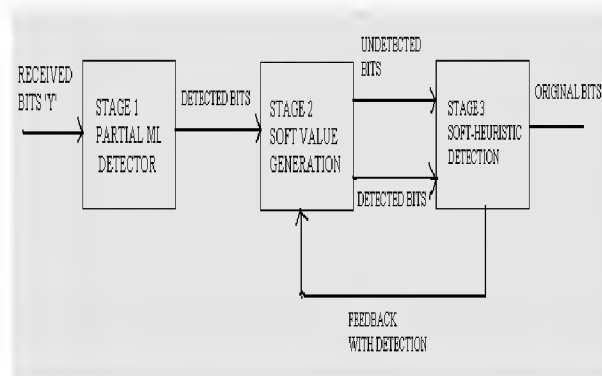 RECEIVED
BITS 'Y'
STAGE 1
PARTIAL ML
DETECTOR
DETECTED BITS
STAGE 2
SOFT VALUE
GENERATION
UNDETECTED
BITS
DETECTED BITS
STAGE 3
SOFT-HEURISTIC
DETECTION
ORIGINAL BITS
FEEDBACK
WITH DETECTION